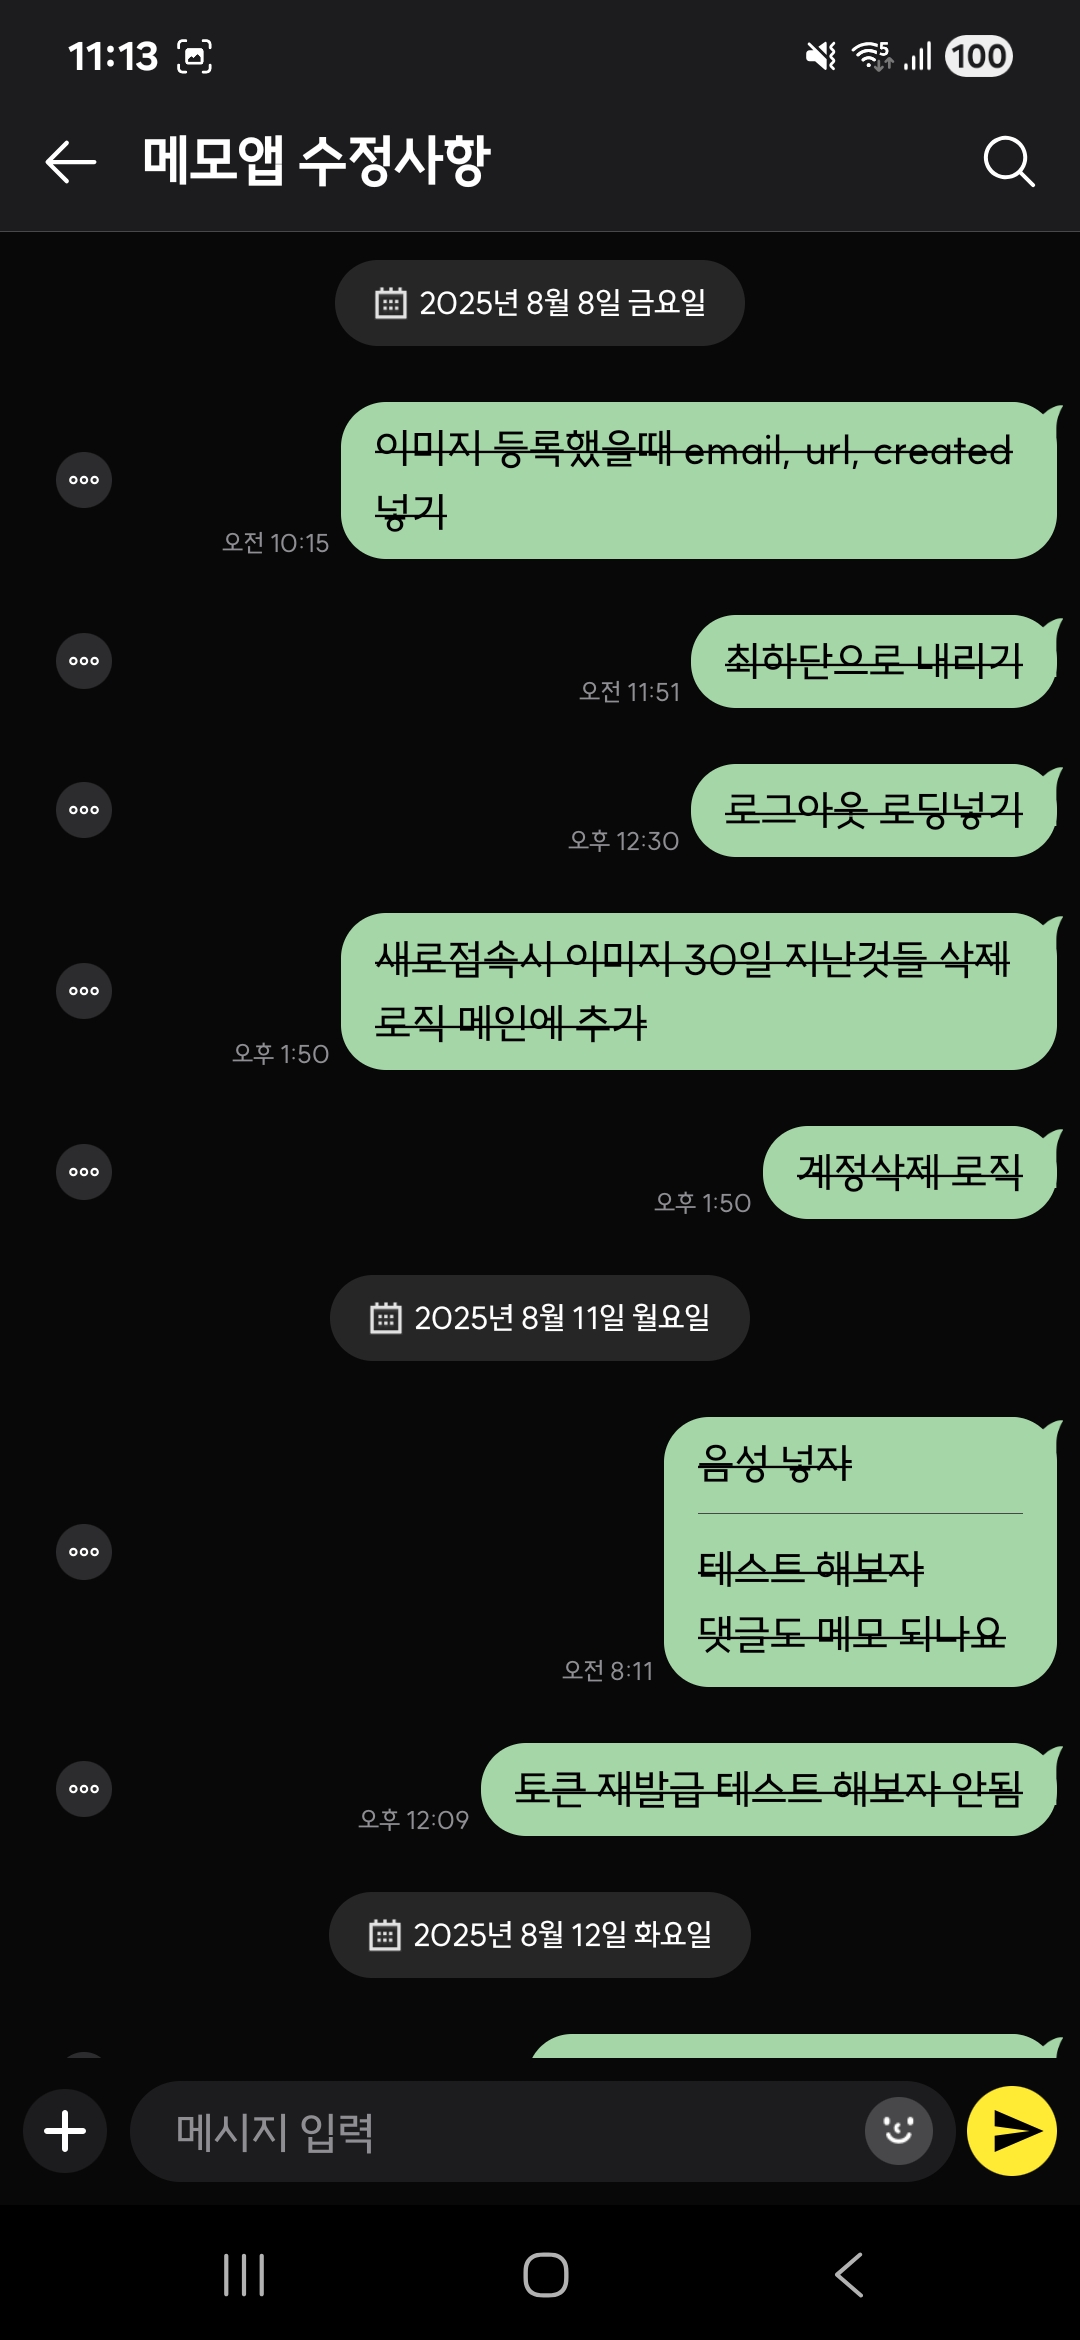 11:13
5
100
메모앱 수정사항
2025년 8월 8일 금요일
이미지 등록했을때 email, url, created
넣기
오전 10:15
최하단으로 내리기
오전 11:51
로그아웃 로딩넣기
오후 12:30
새로접속시 이미지 30일 지난것들 삭제
로직 메인에 추가
오후 1:50
계정삭제 로직
오후 1:50
2025년 8월 11일 월요일
음성 넣자
테스트 해보자
댓글도 메모 되나요
오전 8:11
토큰 재발급 테스트 해보자 안됨
오후 12:09
2025년 8월 12일 화요일
메시지 입력